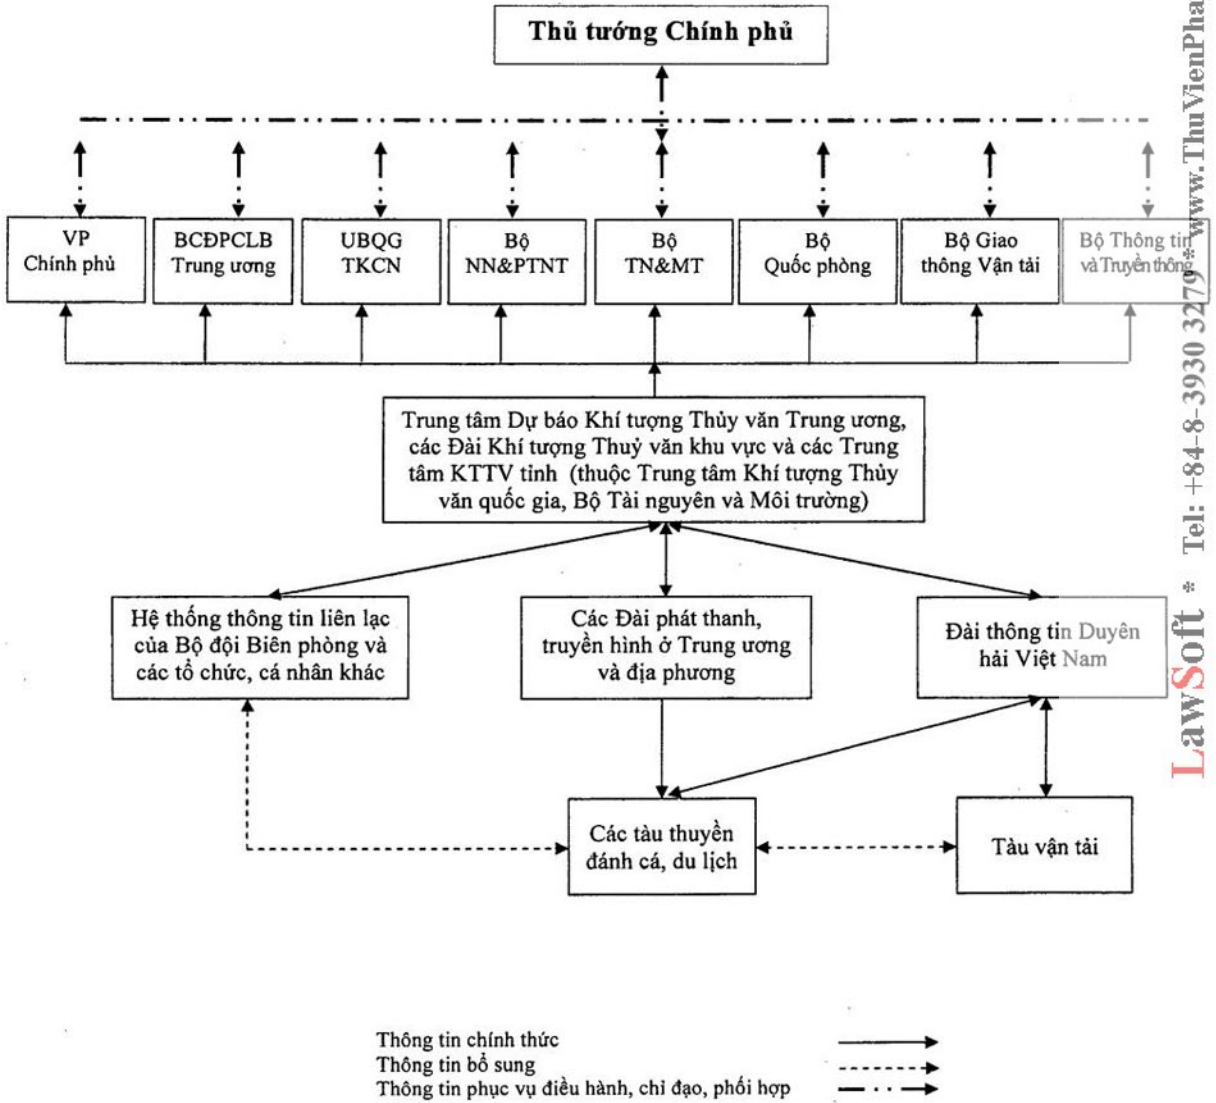 Thủ tướng Chính phủ
VP
Chính phủ
BCĐPCLB
Trung ương
UBQG
TKCN
Bộ
NN&PTNT
Bộ
TN&MT
Bộ
Quốc phòng
Bộ Giao
thông Vận tải
Bộ Thông tin
và Truyền thông
Trung tâm Dự báo Khí tượng Thủy văn Trung ương,
các Đài Khí tượng Thuỷ văn khu vực và các Trung
tâm KTTV tỉnh (thuộc Trung tâm Khí tượng Thủy
văn quốc gia, Bộ Tài nguyên và Môi trường)
Hệ thống thông tin liên lạc
của Bộ đội Biên phòng và
các tổ chức, cá nhân khác
Các Đài phát thanh,
truyền hình ở Trung ương
và địa phương
Đài thông tin Duyên
hải Việt Nam
Các tàu thuyền
đánh cá, du lịch
Tàu vận tải
Thông tin chính thức
Thông tin bổ sung
Thông tin phục vụ điều hành, chỉ đạo, phối hợp
LawSoft * Tel: +84-8-3930 3279 * www.ThuVienPha